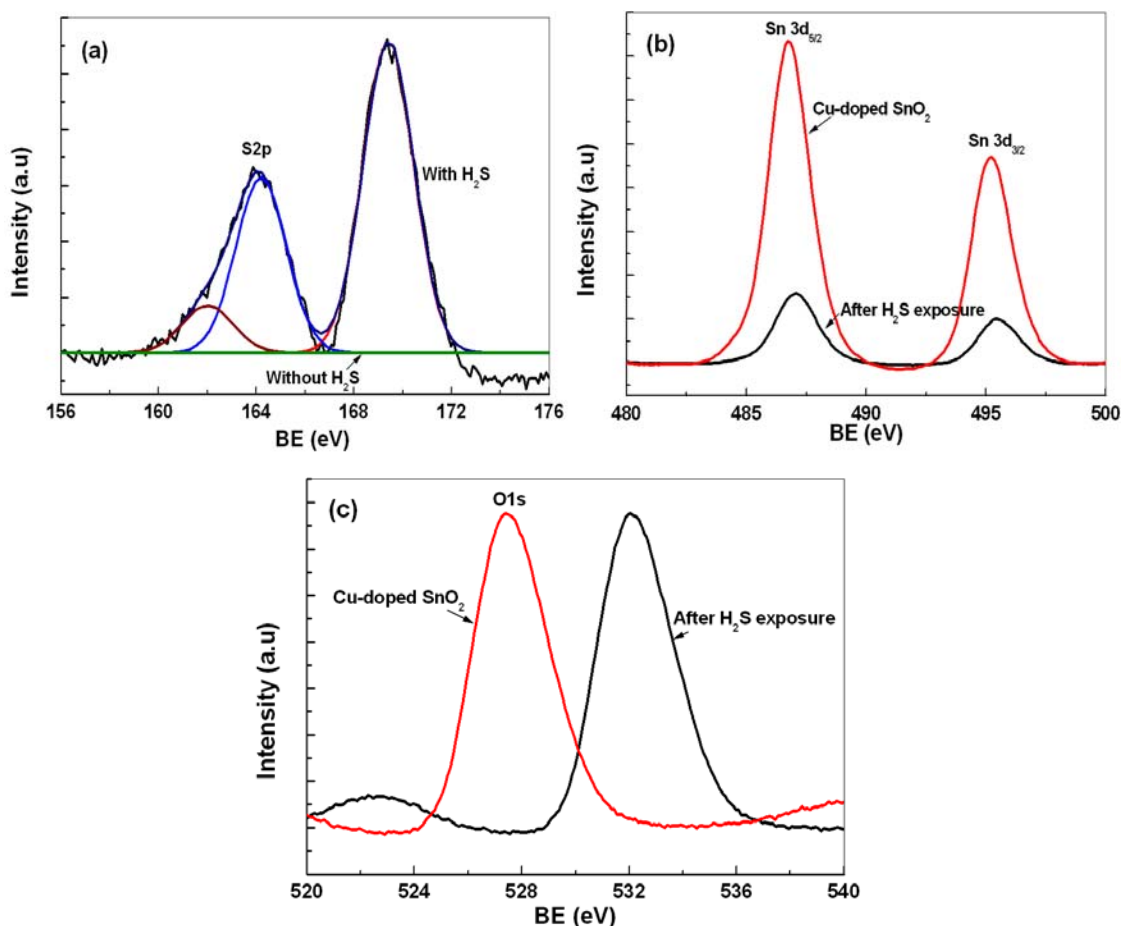 (a)
S2p
With H₂S
Without H₂S
Intensity (a.u)
156 160 164 168 172 176
BE (eV)
(b)
Sn 3d₅/₂
Cu-doped SnO₂
Sn 3d₃/₂
After H₂S exposure
Intensity (a.u)
480 485 490 495 500
BE (eV)
(c)
O1s
Cu-doped SnO₂
After H₂S exposure
Intensity (a.u)
520 524 528 532 536 540
BE (eV)